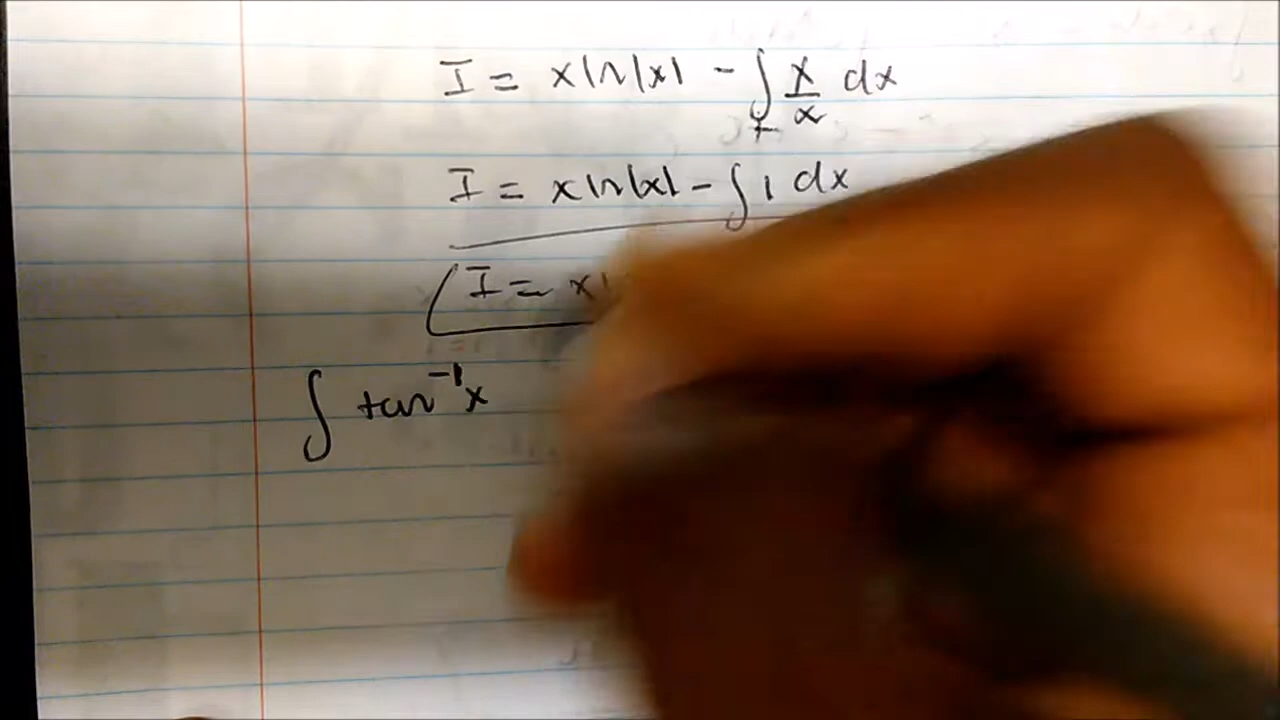 I = x ln|x| - ∫ x/x dx
I = x ln|x| - ∫ 1 dx
I = x l
∫ tan⁻¹x